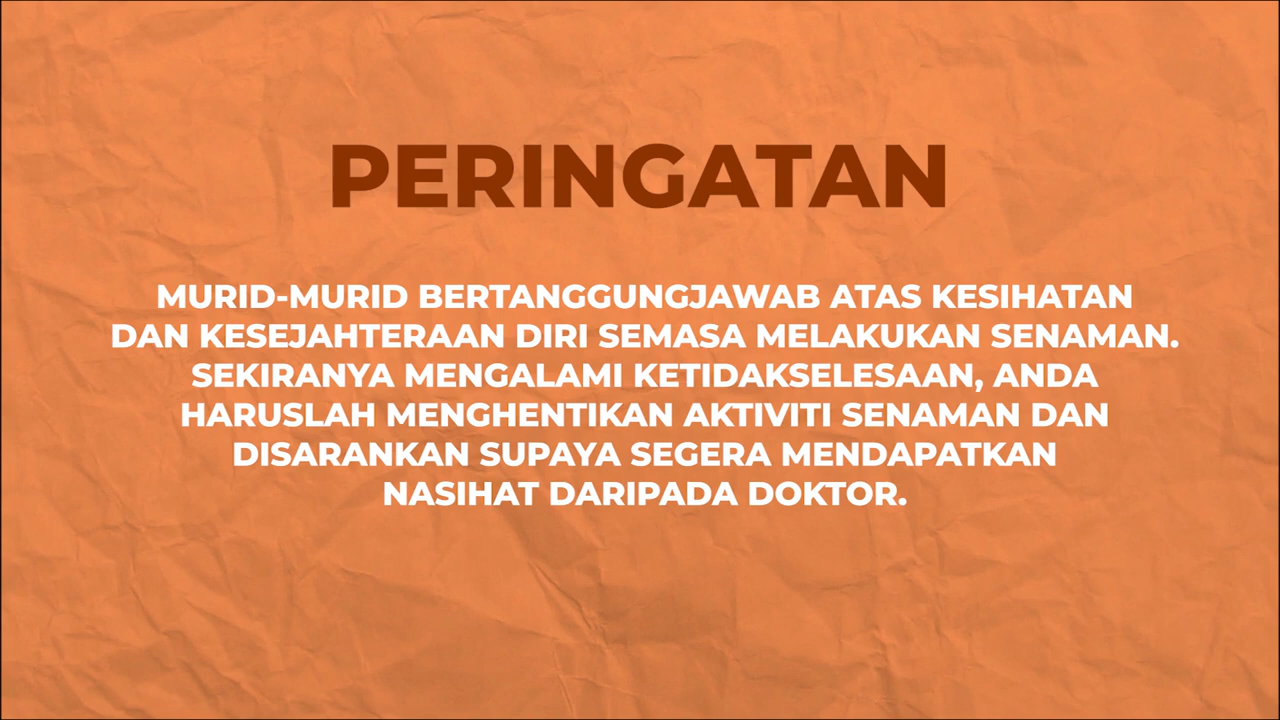 PERINGATAN
MURID-MURID BERTANGGUNGJAWAB ATAS KESIHATAN
DAN KESEJAHTERAAN DIRI SEMASA MELAKUKAN SENAMAN.
SEKIRANYA MENGALAMI KETIDAKSELESAAN, ANDA
HARUSLAH MENGHENTIKAN AKTIVITI SENAMAN DAN
DISARANKAN SUPAYA SEGERA MENDAPATKAN
NASIHAT DARIPADA DOKTOR.